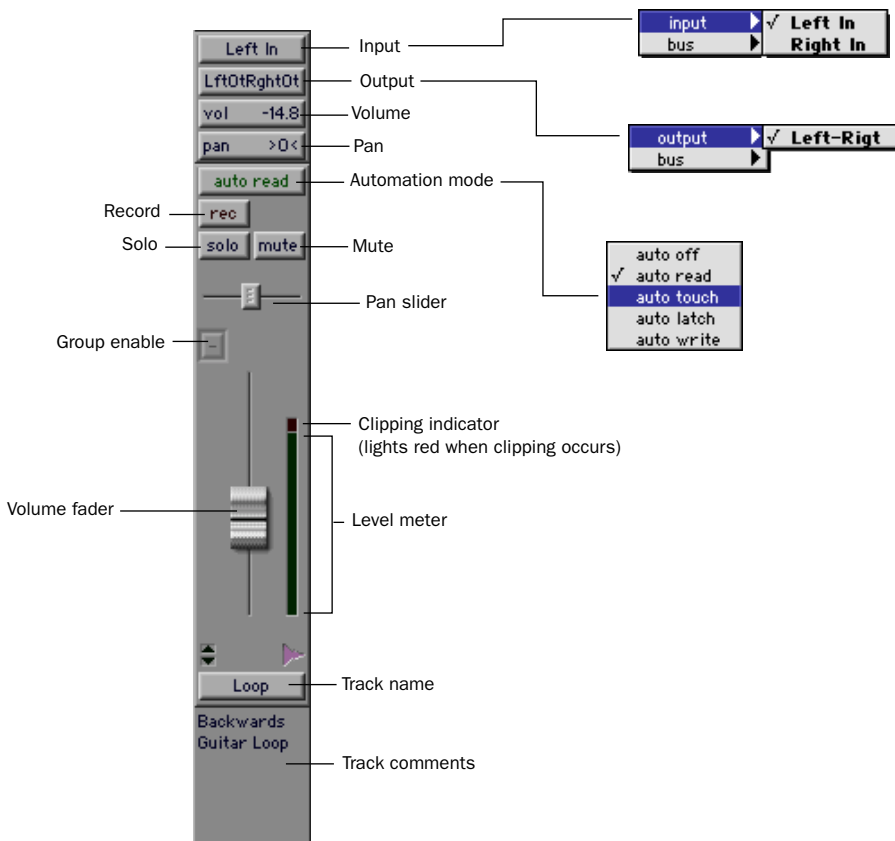 input √ Left In
bus Right In
Left In Input
LftOtRghtOt Output
vol -14.8 Volume
output √ Left-Rigt
bus
pan >0< Pan
auto read Automation mode
Record rec
Solo solo mute Mute
auto off
√ auto read
auto touch
auto latch
auto write
Pan slider
Group enable -
Clipping indicator
(lights red when clipping occurs)
Volume fader
Level meter
Loop Track name
Backwards
Guitar Loop
Track comments